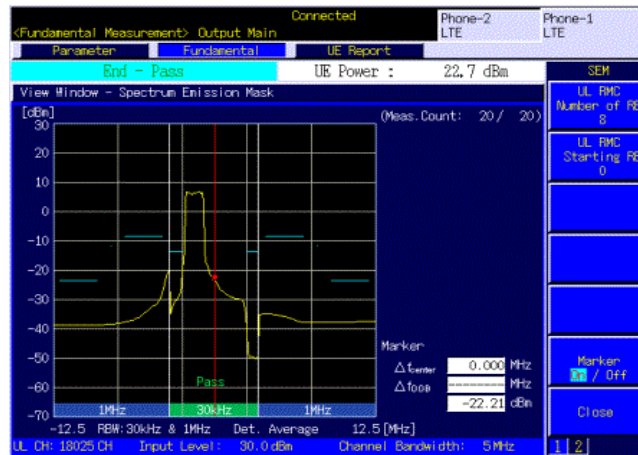 Connected
Phone-2
LTE
Phone-1
LTE
<Fundamental Measurement> Output Main
Parameter
Fundamental
UE Report
End - Pass
UE Power : 22.7 dBm
SEM
View Window - Spectrum Emission Mask
UL RMC
Number of RB
8
UL RMC
Starting RB
0
[dBm]
(Meas.Count: 20 / 20)
30
20
10
0
-10
-20
-30
-40
-50
-60
-70
Pass
1MHz
30kHz
1MHz
Marker
Δfcenter 0.000 MHz
ΔfOOB -------- MHz
-22.21 dBm
Marker
On / Off
Close
-12.5 RBW:30kHz & 1MHz Det. Average 12.5 [MHz]
UL CH: 18025 CH Input Level: 30.0 dBm Channel Bandwidth: 5 MHz
1 2